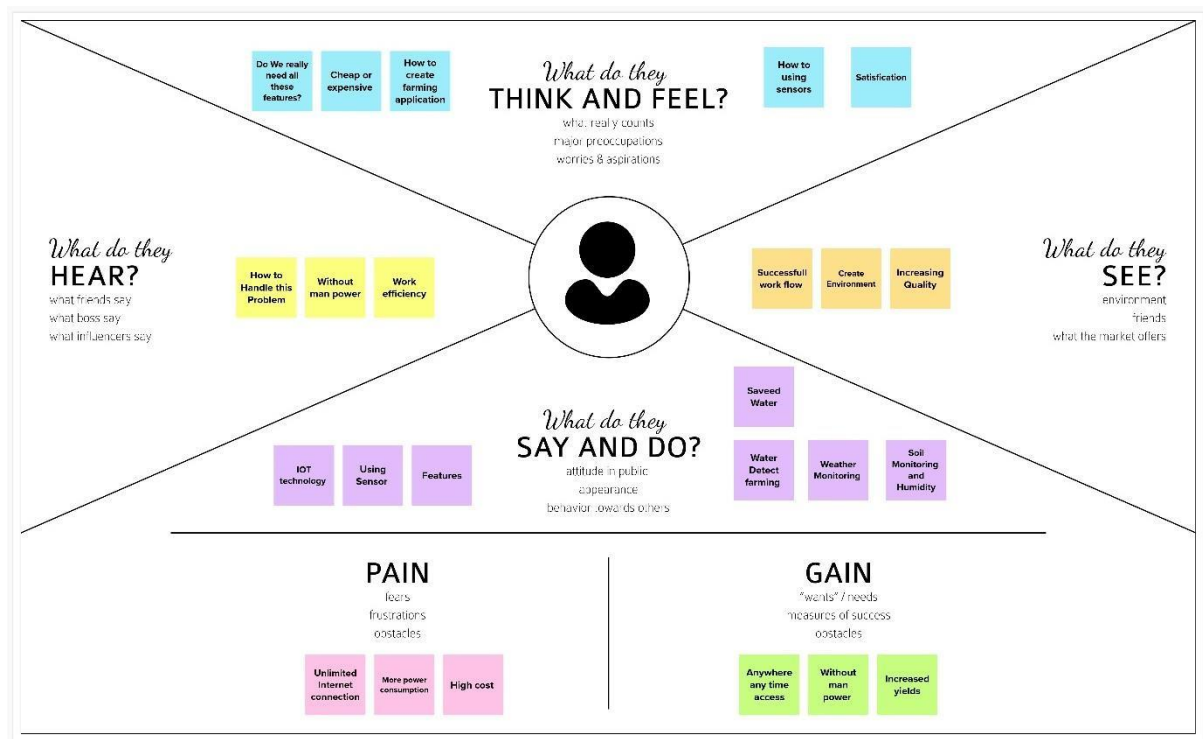 Do We really
need all
these
features?
Cheap or
expensive
How to
create
farming
application
What do they
THINK AND FEEL?
what really counts
major preoccupations
worries & aspirations
How to
using
sensors
Satisfication
What do they
HEAR?
what friends say
what boss say
what influencers say
How to
Handle this
Problem
Without
man power
Work
efficiency
Successfull
work flow
Create
Environment
Increasing
Quality
What do they
SEE?
environment
friends
what the market offers
What do they
SAY AND DO?
attitude in public
appearance
behavior towards others
IOT
technology
Using
Sensor
Features
Saveed
Water
Water
Detect
farming
Weather
Monitoring
Soil
Monitoring
and
Humidity
PAIN
fears
frustrations
obstacles
Unlimited
Internet
connection
More power
consumption
High cost
GAIN
"wants" / needs
measures of success
obstacles
Anywhere
any time
access
Without
man
power
Increased
yields